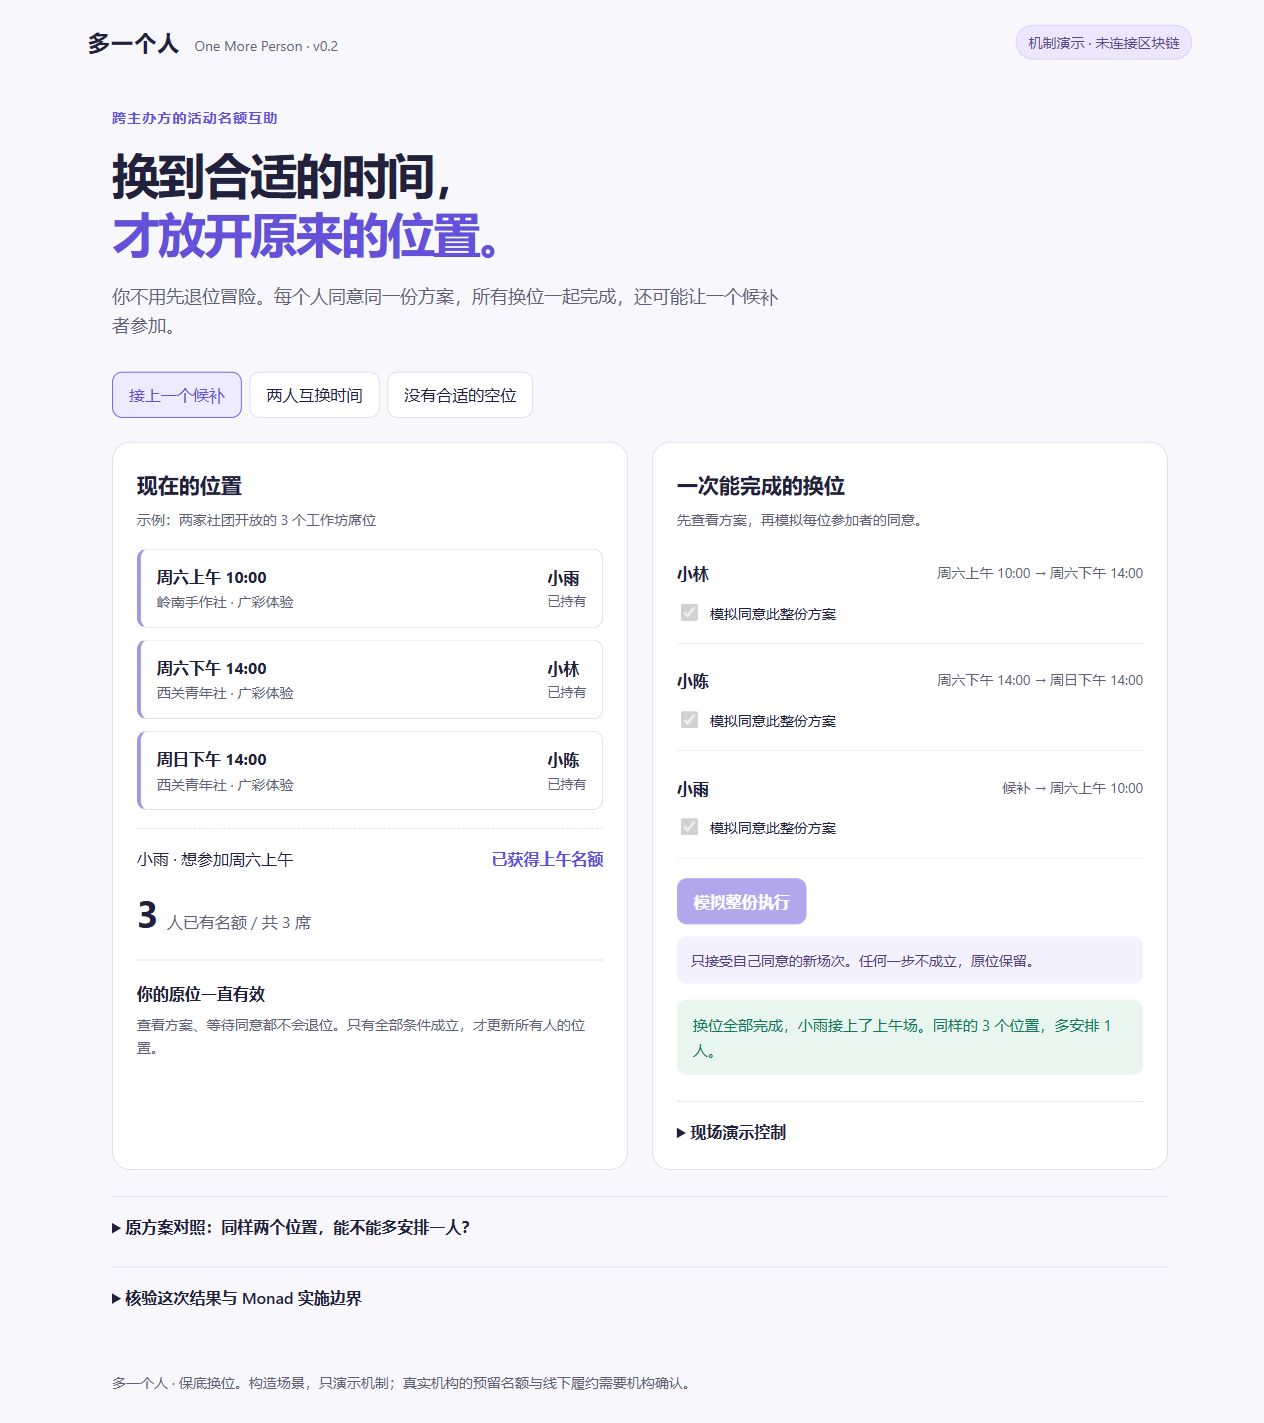 多一个人 One More Person · v0.2
机制演示 · 未连接区块链
跨主办方的活动名额互助
换到合适的时间，
才放开原来的位置。
你不用先退位冒险。每个人同意同一份方案，所有换位一起完成，还可能让一个候补
者参加。
接上一个候补 两人互换时间 没有合适的空位
现在的位置
示例：两家社团开放的 3 个工作坊席位
周六上午 10:00 小雨
岭南手作社 · 广彩体验 已持有
周六下午 14:00 小林
西关青年社 · 广彩体验 已持有
周日下午 14:00 小陈
西关青年社 · 广彩体验 已持有
小雨 · 想参加周六上午 已获得上午名额
3 人已有名额 / 共 3 席
你的原位一直有效
查看方案、等待同意都不会退位。只有全部条件成立，才更新所有人的位
置。
一次能完成的换位
先查看方案，再模拟每位参加者的同意。
小林 周六上午 10:00 → 周六下午 14:00
模拟同意此整份方案
小陈 周六下午 14:00 → 周日下午 14:00
模拟同意此整份方案
小雨 候补 → 周六上午 10:00
模拟同意此整份方案
模拟整份执行
只接受自己同意的新场次。任何一步不成立，原位保留。
换位全部完成，小雨接上了上午场。同样的 3 个位置，多安排 1
人。
▶ 现场演示控制
▶ 原方案对照：同样两个位置，能不能多安排一人？
▶ 核验这次结果与 Monad 实施边界
多一个人 · 保底换位。构造场景，只演示机制；真实机构的预留名额与线下履约需要机构确认。